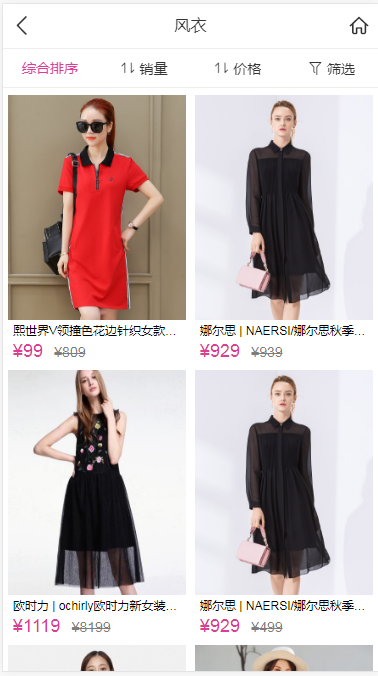 风衣
综合排序 销量 价格 筛选
熙世界V领撞色花边针织女款...
¥99 ¥809
娜尔思 | NAERSI/娜尔思秋季...
¥929 ¥939
欧时力 | ochirly欧时力新女装...
¥1119 ¥8199
娜尔思 | NAERSI/娜尔思秋季...
¥929 ¥499